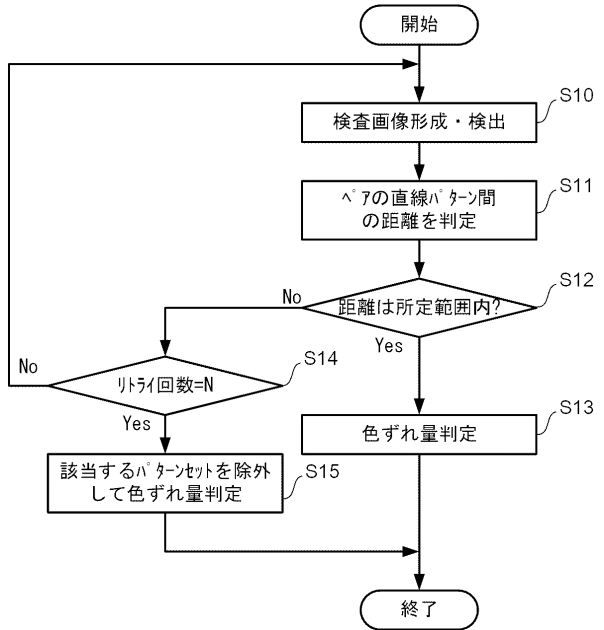 開始
S10
検査画像形成・検出
S11
ﾍﾟｱの直線ﾊﾟﾀｰﾝ間
の距離を判定
S12
距離は所定範囲内?
No
Yes
S14
ﾘﾄﾗｲ回数=N
No
Yes
S13
色ずれ量判定
S15
該当するﾊﾟﾀｰﾝｾｯﾄを除外
して色ずれ量判定
終了